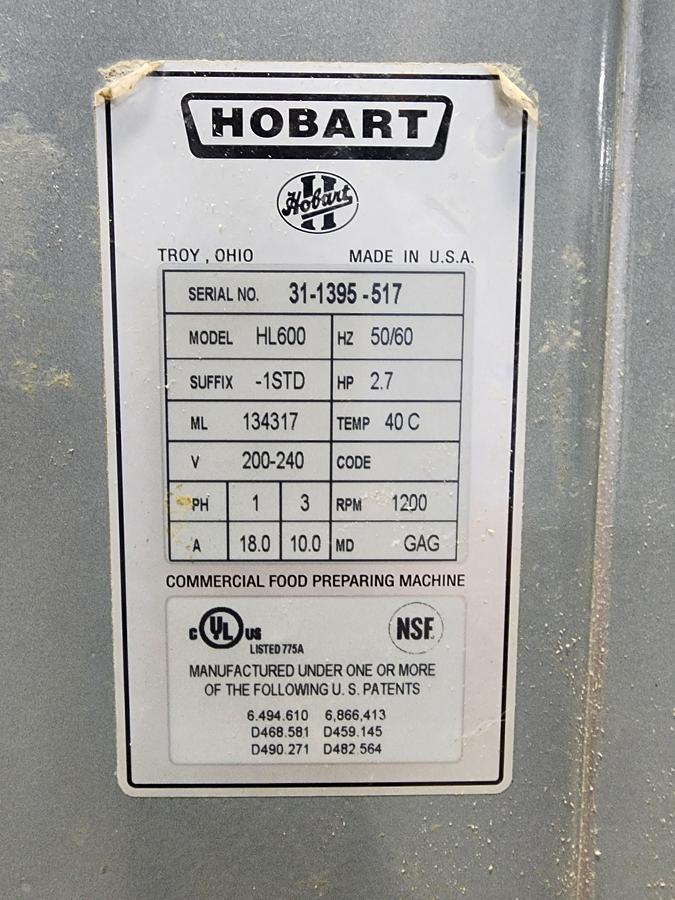 HOBART
Hobart
TROY , OHIO MADE IN U.S.A.
SERIAL NO. 31-1395-517
MODEL HL600 HZ 50/60
SUFFIX -1STD HP 2.7
ML 134317 TEMP 40 C
V 200-240 CODE
PH 1 3 RPM 1200
A 18.0 10.0 MD GAG
COMMERCIAL FOOD PREPARING MACHINE
C UL US NSF
LISTED 775A
MANUFACTURED UNDER ONE OR MORE
OF THE FOLLOWING U. S. PATENTS
6.494.610 6,866,413
D468.581 D459.145
D490.271 D482.564